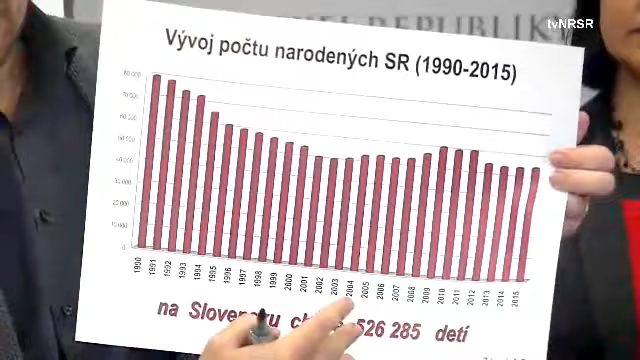 tvNRSR
REPUBLIKY
Vývoj počtu narodených SR (1990-2015)
80 000
70 000
60 000
50 000
40 000
30 000
20 000
10 000
0
1990 1991 1992 1993 1994 1995 1996 1997 1998 1999 2000 2001 2002 2003 2004 2005 2006 2007 2008 2009 2010 2011 2012 2013 2014 2015
na 526 285 detí